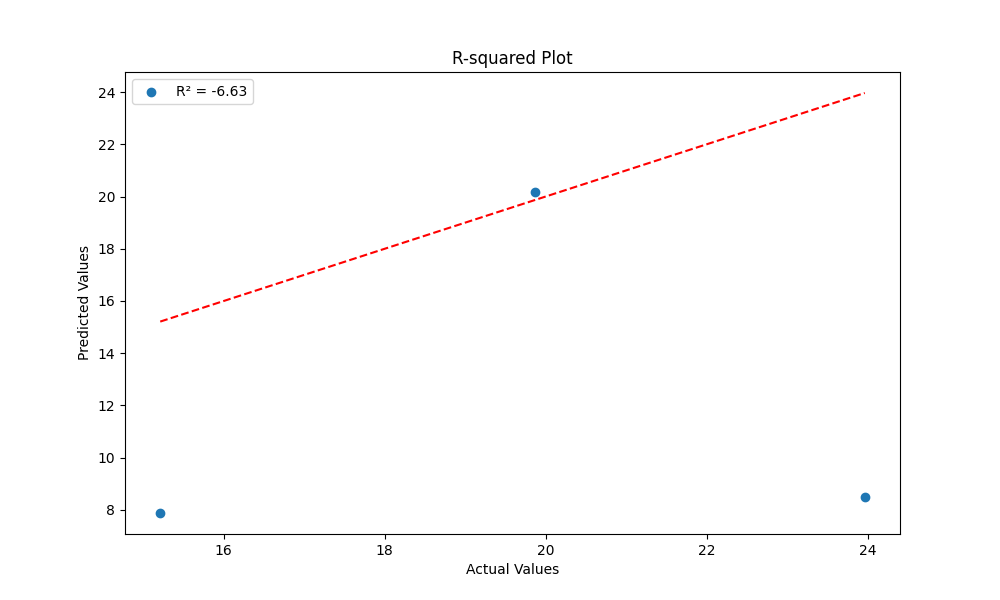 R-squared Plot
R² = -6.63
24
22
20
18
16
14
12
10
8
Predicted Values
16 18 20 22 24
Actual Values